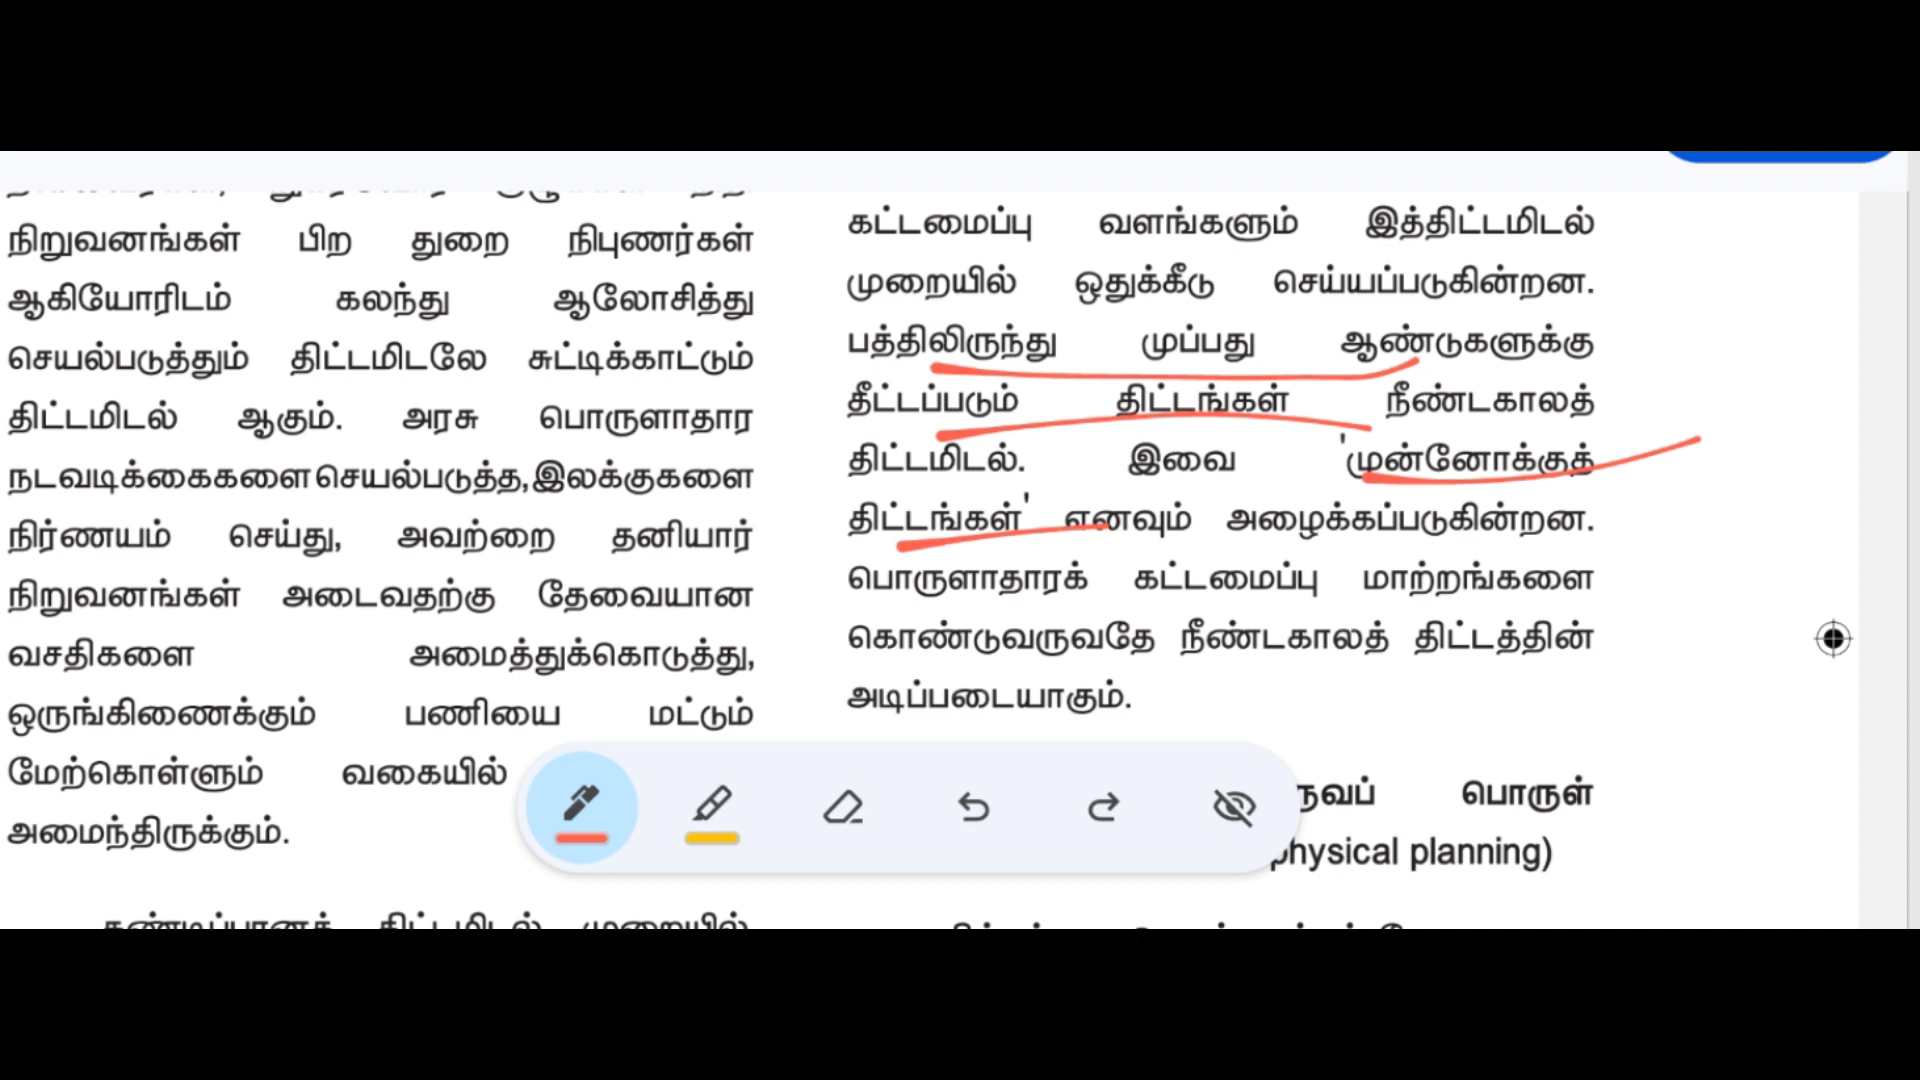 நிறுவனங்கள் பிற துறை நிபுணர்கள்
ஆகியோரிடம் கலந்து ஆலோசித்து
செயல்படுத்தும் திட்டமிடலே சுட்டிக்காட்டும்
திட்டமிடல் ஆகும். அரசு பொருளாதார
நடவடிக்கைகளை செயல்படுத்த, இலக்குகளை
நிர்ணயம் செய்து, அவற்றை தனியார்
நிறுவனங்கள் அடைவதற்கு தேவையான
வசதிகளை அமைத்துக்கொடுத்து,
ஒருங்கிணைக்கும் பணியை மட்டும்
மேற்கொள்ளும் வகையில்
அமைந்திருக்கும்.
கட்டமைப்பு வளங்களும் இத்திட்டமிடல்
முறையில் ஒதுக்கீடு செய்யப்படுகின்றன.
பத்திலிருந்து முப்பது ஆண்டுகளுக்கு
தீட்டப்படும் திட்டங்கள் நீண்டகாலத்
திட்டமிடல். இவை 'முன்னோக்குத்
திட்டங்கள்' எனவும் அழைக்கப்படுகின்றன.
பொருளாதாரக் கட்டமைப்பு மாற்றங்களை
கொண்டுவருவதே நீண்டகாலத் திட்டத்தின்
அடிப்படையாகும்.
பொருள்
physical planning)